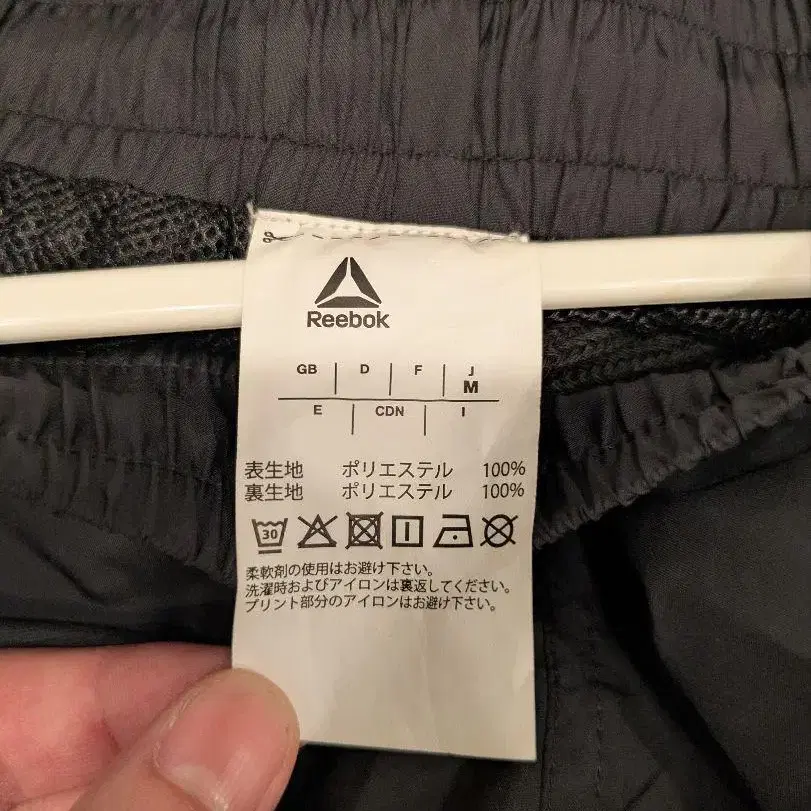 Reebok
GB D F J
M
E CDN I
表生地 ポリエステル 100%
裏生地 ポリエステル 100%
30
柔軟剤の使用はお避け下さい。
洗濯時およびアイロンは裏返してください。
プリント部分のアイロンはお避け下さい。